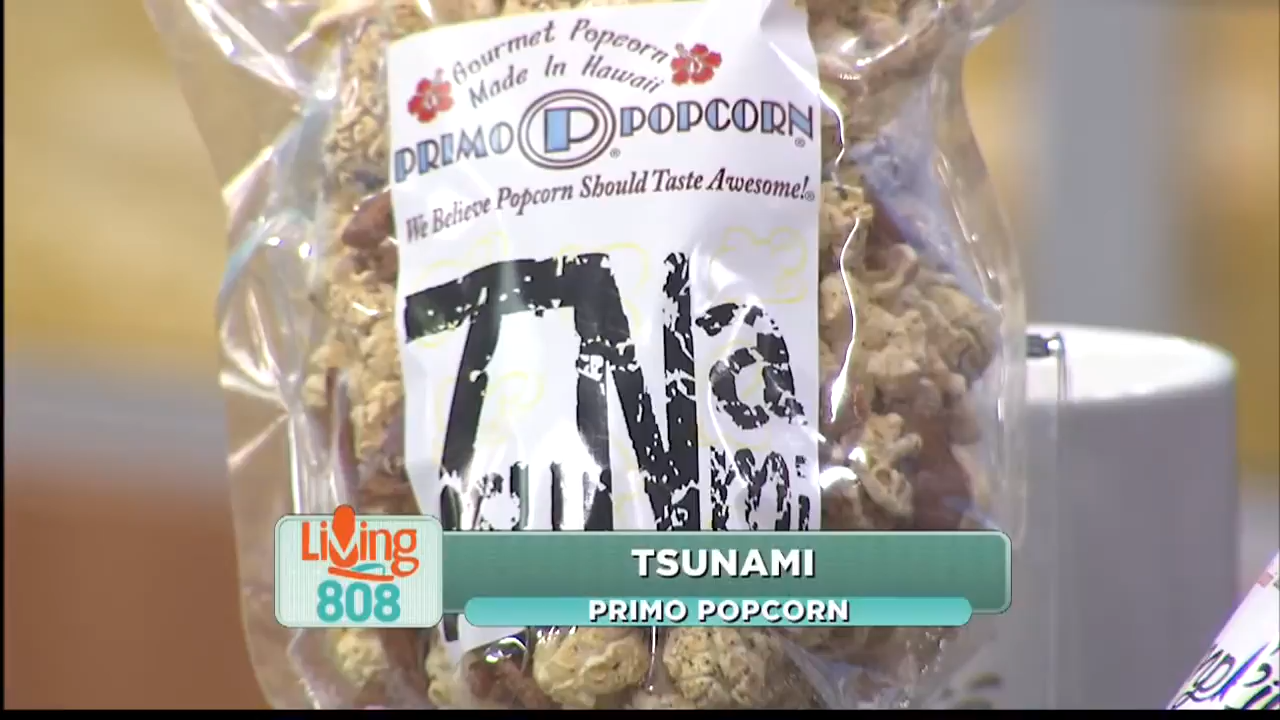 Gourmet Popcorn
Made In Hawaii
PRIMO P POPCORN®
We Believe Popcorn Should Taste Awesome!®
Living
808
TSUNAMI
PRIMO POPCORN